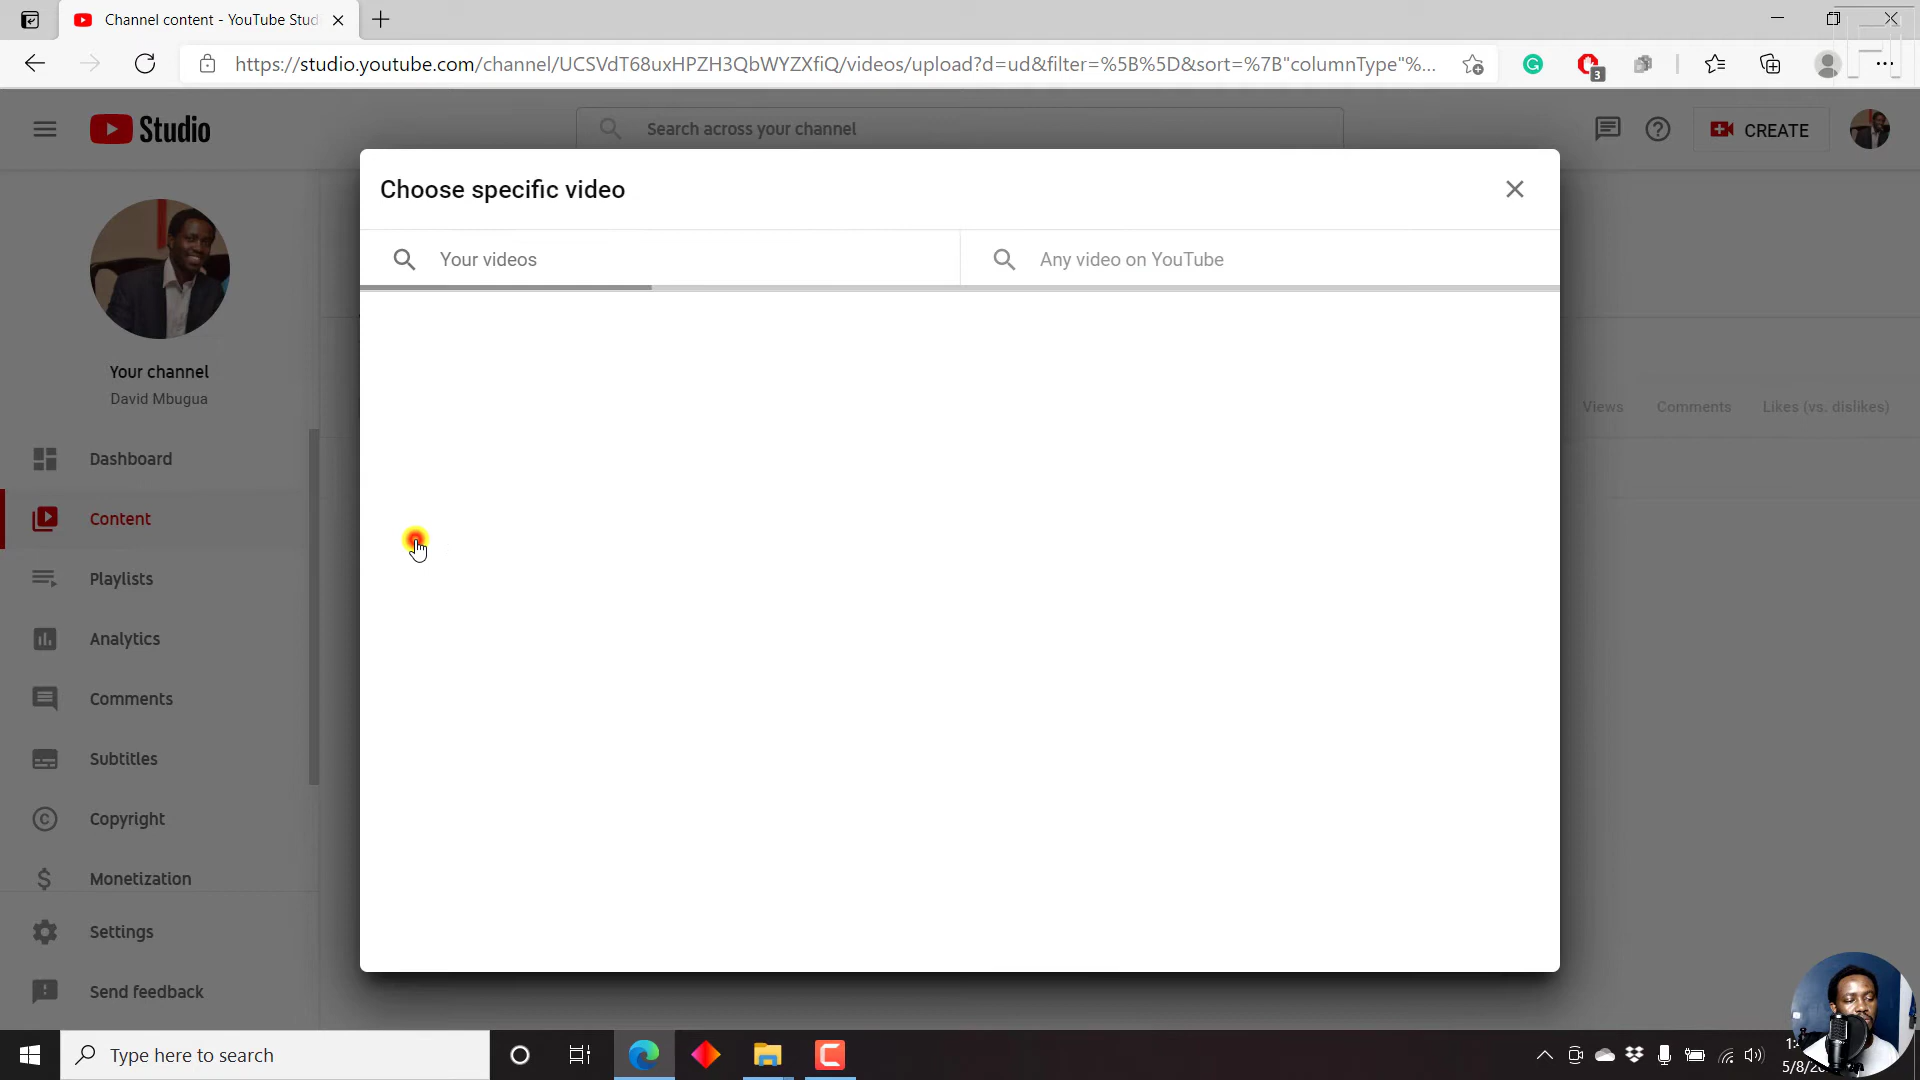 Channel content - YouTube Stud
https://studio.youtube.com/channel/UCSVdT68uxHPZH3QbWYZXfiQ/videos/upload?d=ud&filter=%5B%5D&sort=%7B"columnType"%...
3
Studio
Search across your channel
CREATE
Choose specific video
Your videos
Any video on YouTube
Your channel
David Mbugua
Views
Comments
Likes (vs. dislikes)
Dashboard
Content
Playlists
Analytics
Comments
Subtitles
Copyright
Monetization
Settings
Send feedback
Type here to search